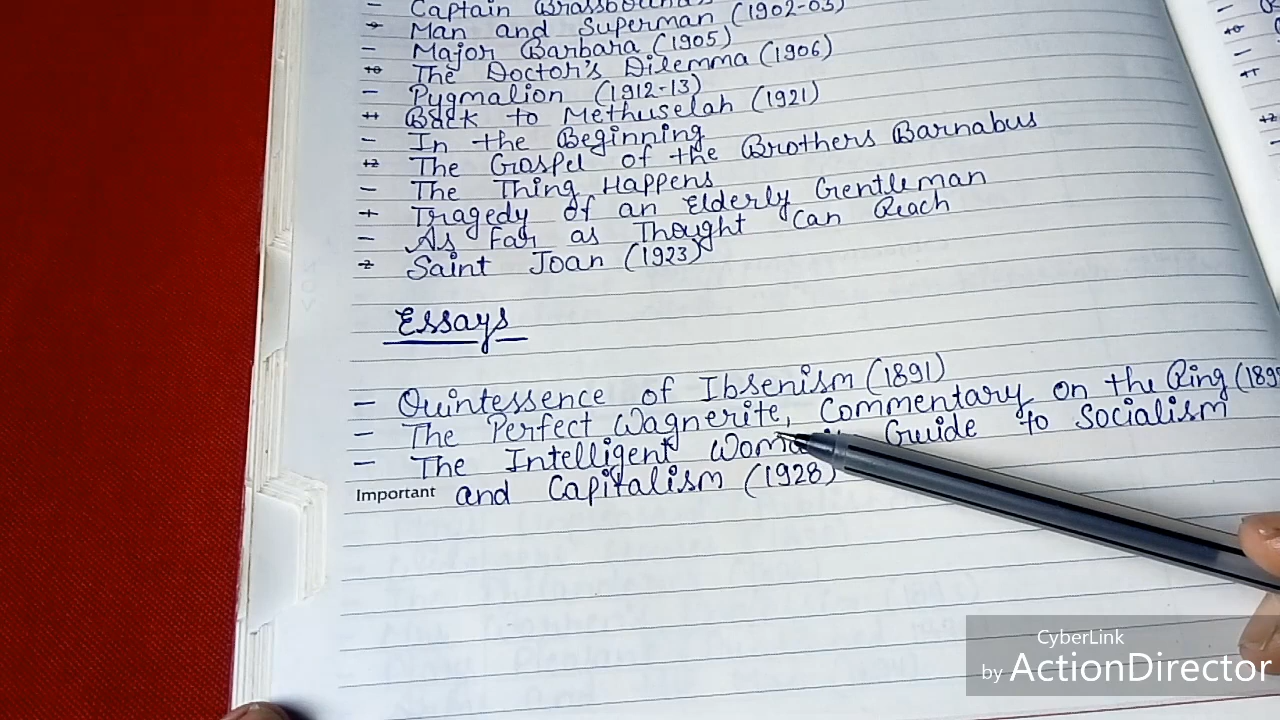 - Captain Brassbound's
- Man and Superman (1902-03)
- Major Barbara (1905)
- The Doctor's Dilemma (1906)
- Pygmalion (1912-13)
- Back to Methuselah (1921)
- In the Beginning
- The Gospel of the Brothers Barnabus
- The Thing Happens
- Tragedy of an Elderly Gentleman
- As Far as Thought Can Reach
- Saint Joan (1923)
Essays
- Quintessence of Ibsenism (1891)
- The Perfect Wagnerite, Commentary on the Ring (189
- The Intelligent Guide to Socialism
Important and Capitalism (1928)
CyberLink
by ActionDirector